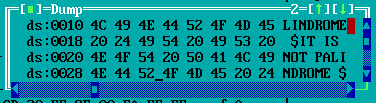 [■]=Dump 2=[↑][↓]
ds:0010 4C 49 4E 44 52 4F 4D 45 LINDROME
ds:0018 20 24 49 54 20 49 53 20  $IT IS
ds:0020 4E 4F 54 20 50 41 4C 49 NOT PALI
ds:0028 4E 44 52 4F 4D 45 20 24 NDROME $